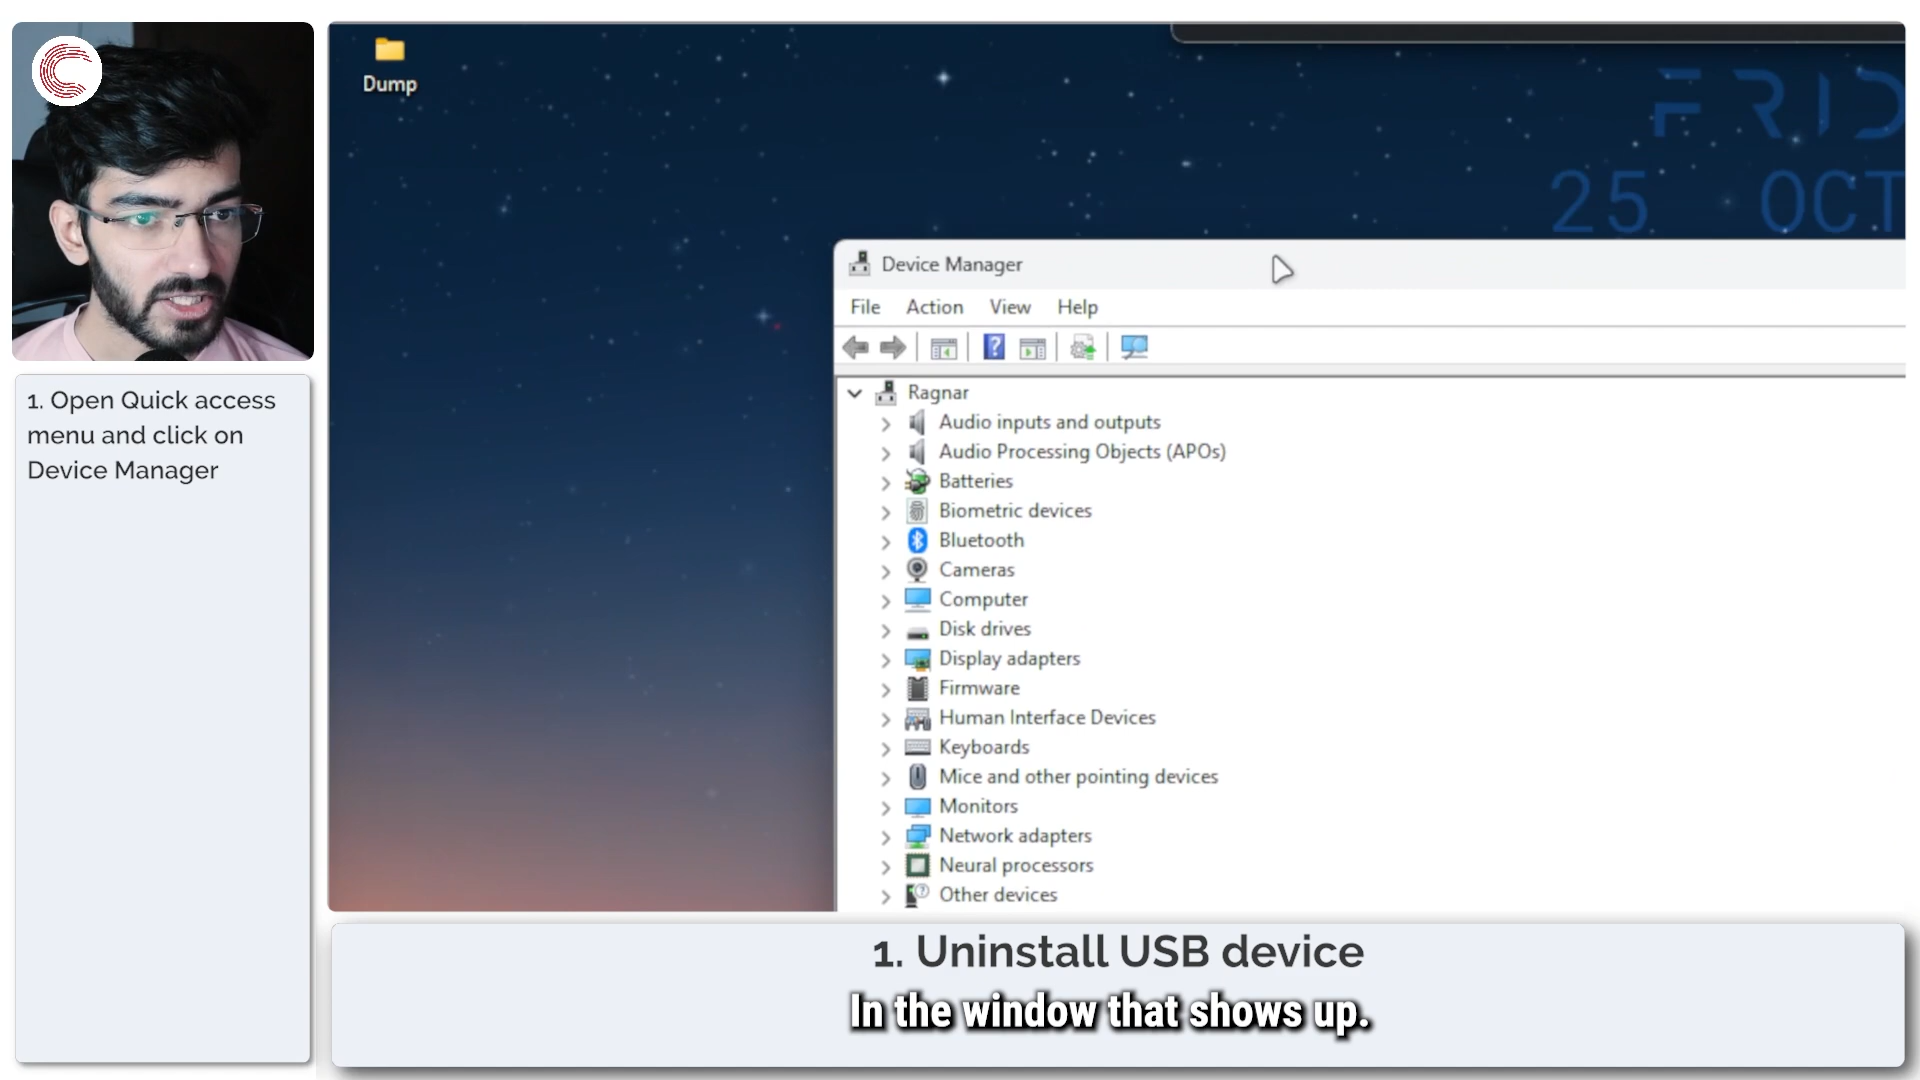 Dump
FRID
25 OCT
Device Manager
File Action View Help
Ragnar
Audio inputs and outputs
Audio Processing Objects (APOs)
Batteries
Biometric devices
Bluetooth
Cameras
Computer
Disk drives
Display adapters
Firmware
Human Interface Devices
Keyboards
Mice and other pointing devices
Monitors
Network adapters
Neural processors
Other devices
1. Open Quick access
menu and click on
Device Manager
1. Uninstall USB device
In the window that shows up.